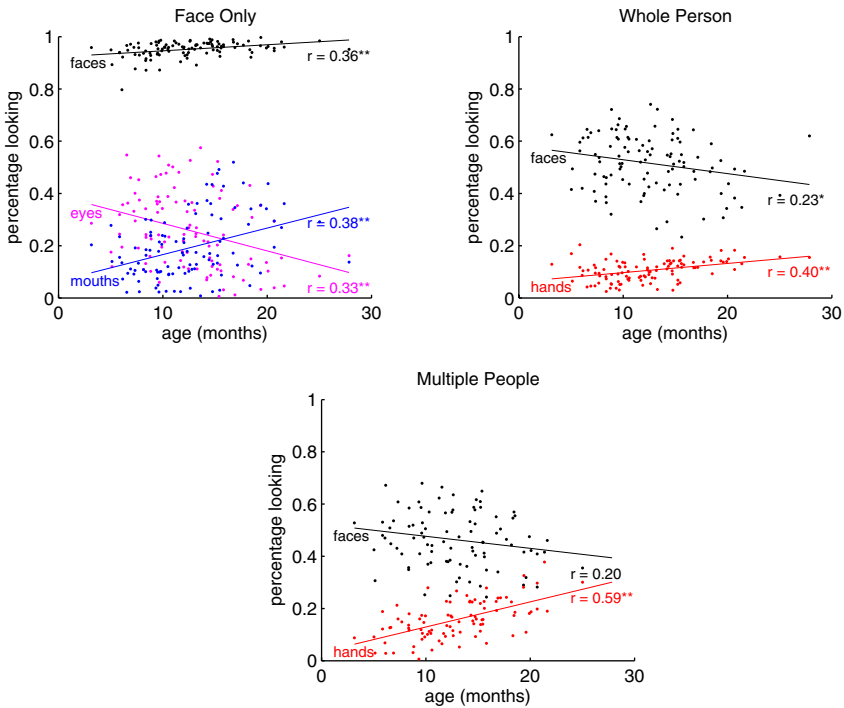 Face Only
percentage looking
1
0.8
0.6
0.4
0.2
0
faces
r = 0.36**
eyes
r = 0.38**
mouths
r = 0.33**
0 10 20 30
age (months)
Whole Person
percentage looking
1
0.8
0.6
0.4
0.2
0
faces
r = 0.23*
hands
r = 0.40**
0 10 20 30
age (months)
Multiple People
percentage looking
1
0.8
0.6
0.4
0.2
0
faces
r = 0.20
r = 0.59**
hands
0 10 20 30
age (months)